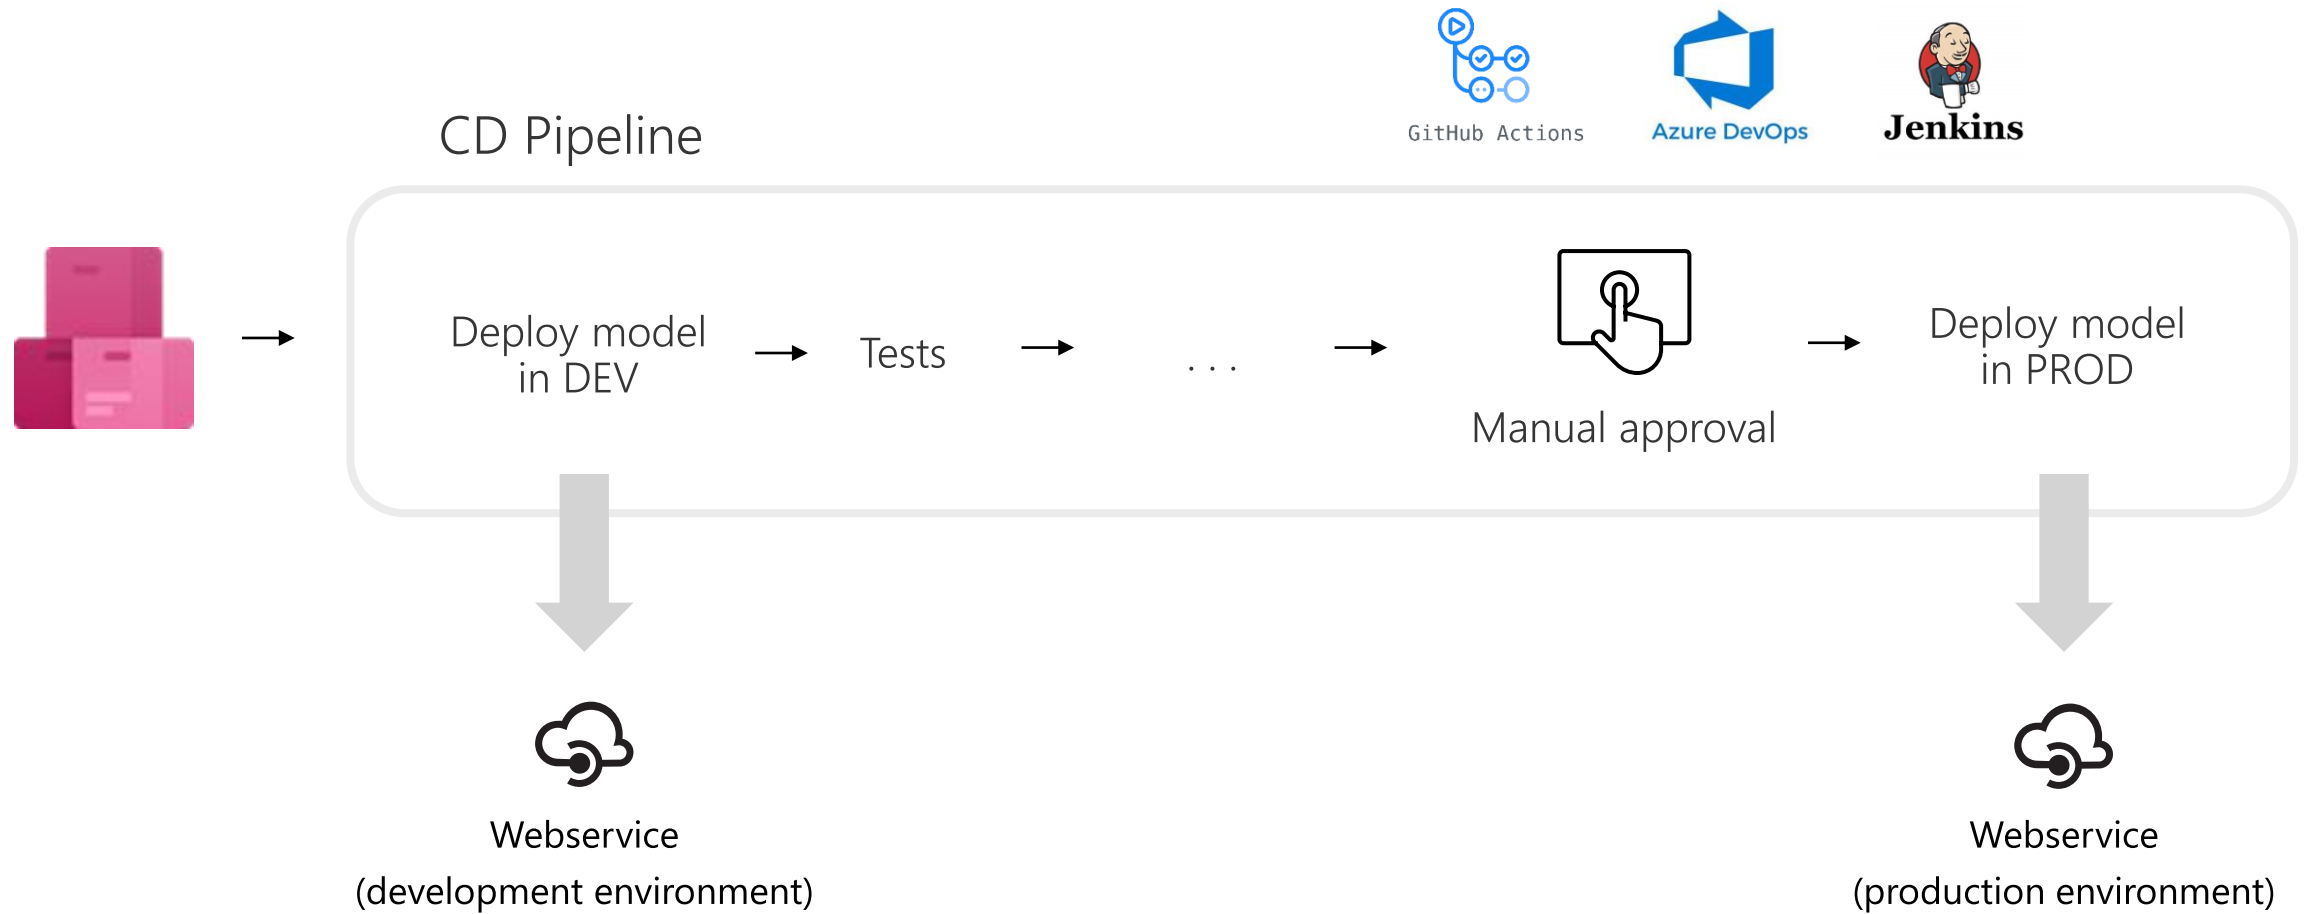 GitHub Actions
Azure DevOps
Jenkins
CD Pipeline
Deploy model
in DEV
Tests
. . .
Manual approval
Deploy model
in PROD
Webservice
(development environment)
Webservice
(production environment)